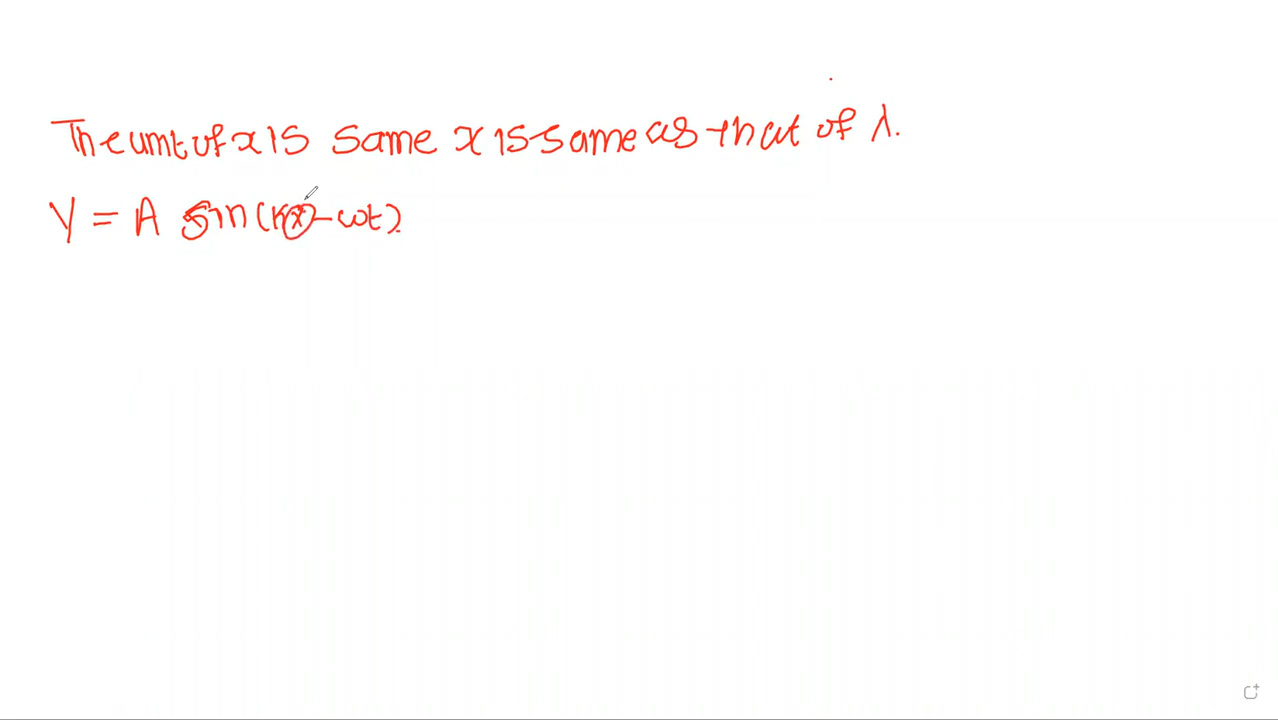 The unit of x is same x is same as that of λ.
Y = A sin(kx - ωt).